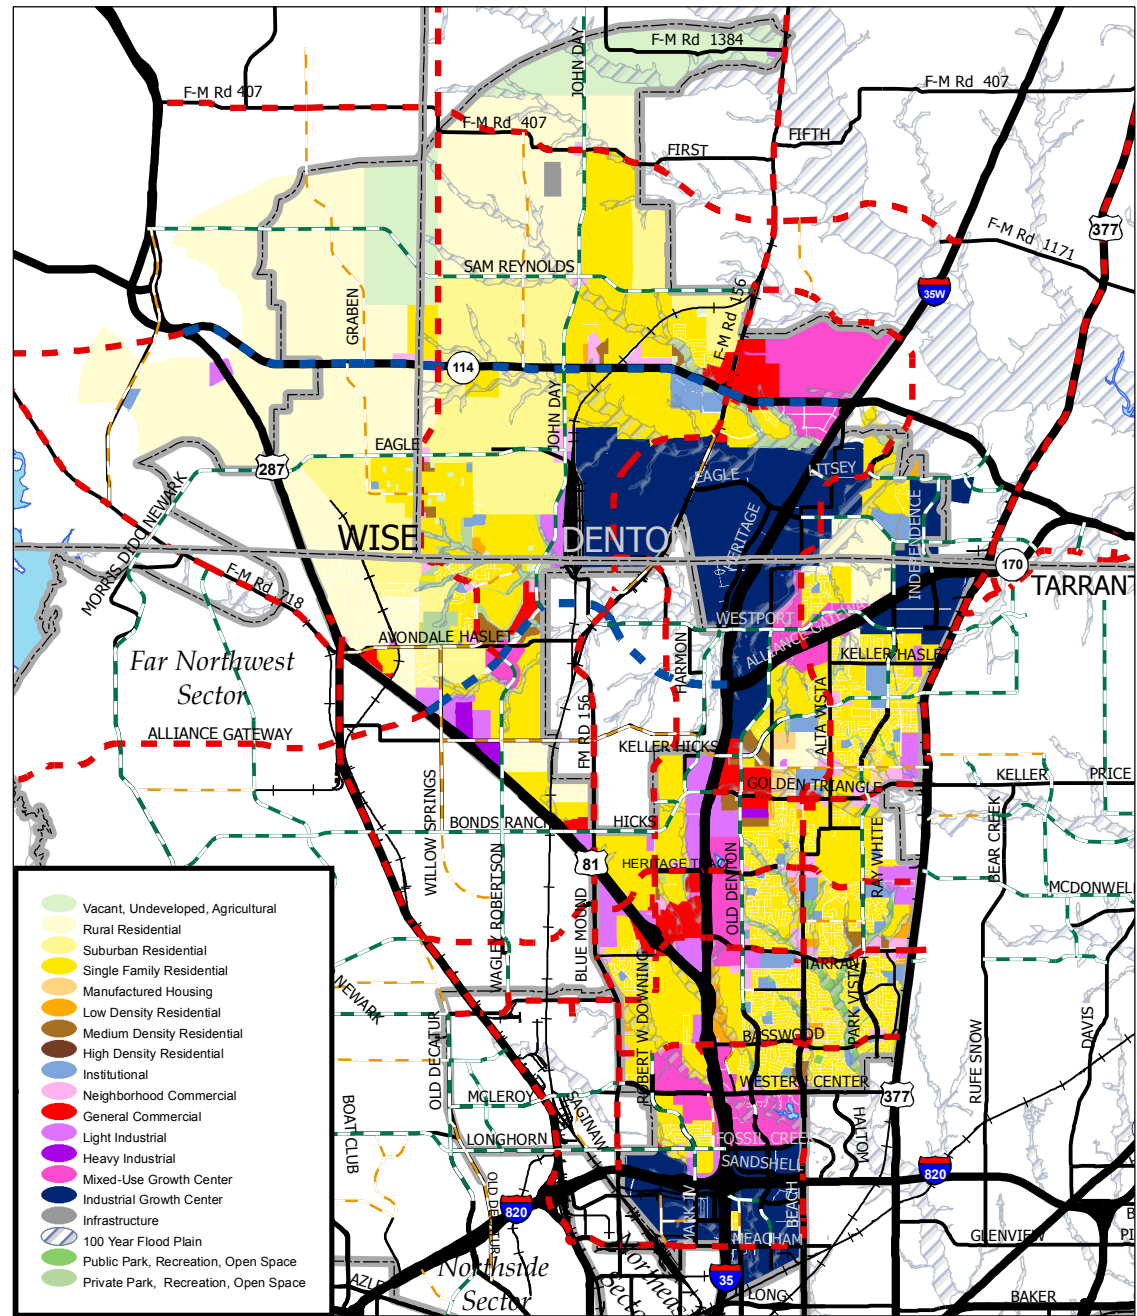 F-M Rd 1384
JOHN DAY
F-M Rd 407
F-M Rd 407
F-M Rd 407
FIFTH
FIRST
377
F-M Rd 1171
SAM REYNOLDS
35W
GRABEN
F-M Rd 156
114
JOHN DAY
EAGLE
287
EAGLE
LITSEY
MORRIS DIDO NEWARK
HERITAGE
INDEPENDENCE
WISE
DENTO
170
TARRANT
F-M Rd 718
WESTPORT
ALLIANCE GATEWAY
AVONDALE HASLET
KELLER HASLET
HARMON
Far Northwest
Sector
ALTA VISTA
FM RD 156
ALLIANCE GATEWAY
KELLER HICKS
GOLDEN TRIANGLE
KELLER
PRICE
WILLOW SPRINGS
BONDS RANCH
HICKS
BEAR CREEK
RAY WHITE
81
HERITAGE TRACE
OLD DENTON
MCDONWELL
WAGLEY ROBERTSON
BLUE MOUND
TARRAN
NEWARK
ROBERT W DOWNING
PARK VISTA
BASSWOOD
DAVIS
RUFE SNOW
OLD DECATUR
WESTERN CENTER
377
MCLEROY
SAGINAW
BOAT CLUB
HALTOM
LONGHORN
FOSSIL CREEK
SANDSHELL
820
OLD DECATUR
820
MARK IV
BEACH
MEACHAM
GLENVIEW
Northside
Sector
Northeas
Secto
35
AZLE
LONG
BAKER
Vacant, Undeveloped, Agricultural
Rural Residential
Suburban Residential
Single Family Residential
Manufactured Housing
Low Density Residential
Medium Density Residential
High Density Residential
Institutional
Neighborhood Commercial
General Commercial
Light Industrial
Heavy Industrial
Mixed-Use Growth Center
Industrial Growth Center
Infrastructure
100 Year Flood Plain
Public Park, Recreation, Open Space
Private Park, Recreation, Open Space